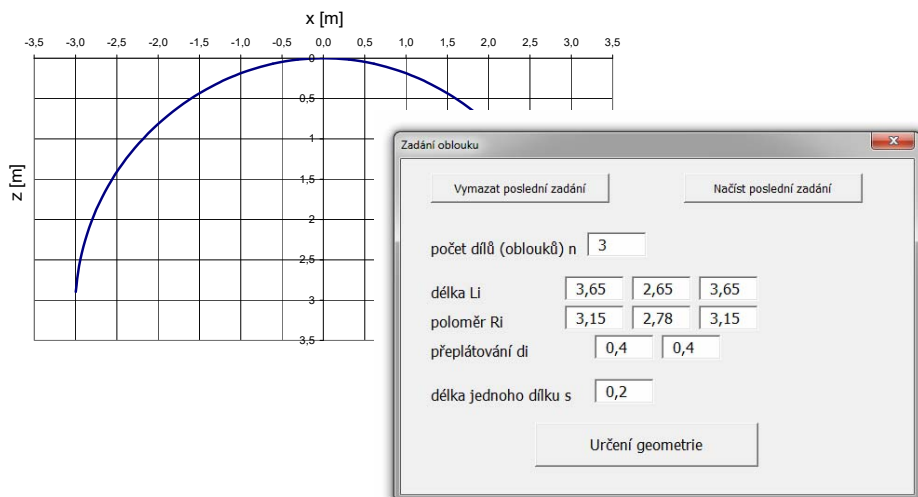 x [m]
-3,5 -3,0 -2,5 -2,0 -1,5 -1,0 -0,5 0,0 0,5 1,0 1,5 2,0 2,5 3,0 3,5
0
0,5
1
1,5
2
2,5
3
3,5
z [m]
Zadání oblouku
Vymazat poslední zadání Načíst poslední zadání
počet dílů (oblouků) n 3
délka Li 3,65 2,65 3,65
poloměr Ri 3,15 2,78 3,15
přeplátování di 0,4 0,4
délka jednoho dílku s 0,2
Určení geometrie